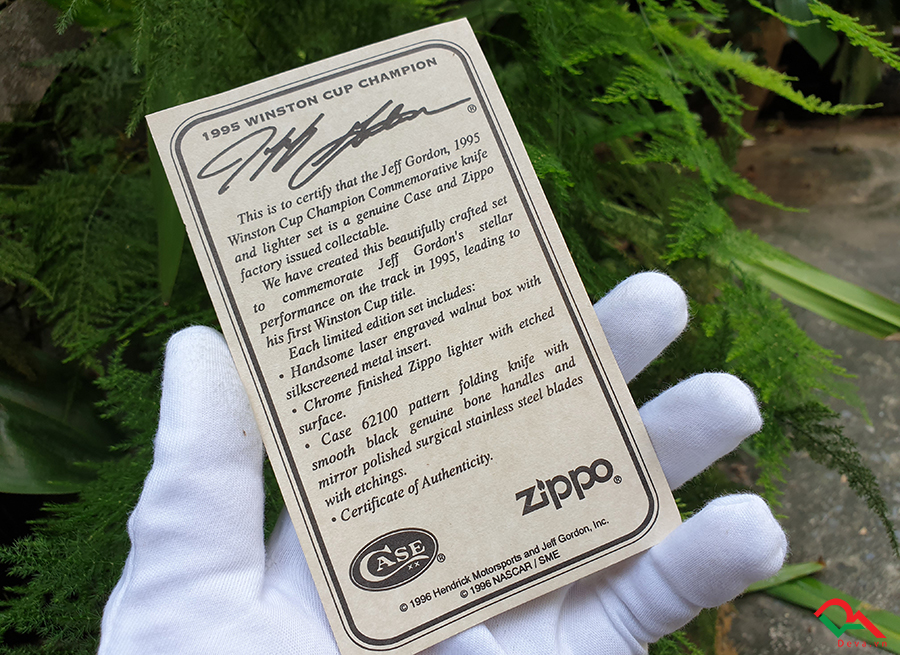 1995 WINSTON CUP CHAMPION
Jeff Gordon ®
This is to certify that the Jeff Gordon, 1995
Winston Cup Champion Commemorative knife
and lighter set is a genuine Case and Zippo
factory issued collectable.
We have created this beautifully crafted set
to commemorate Jeff Gordon's stellar
performance on the track in 1995, leading to
his first Winston Cup title.
Each limited edition set includes:
• Handsome laser engraved walnut box with
silkscreened metal insert.
• Chrome finished Zippo lighter with etched
surface.
• Case 62100 pattern folding knife with
smooth black genuine bone handles and
mirror polished surgical stainless steel blades
with etchings.
• Certificate of Authenticity.
zippo®
CASE XX ®
© 1996 Hendrick Motorsports and Jeff Gordon, Inc.
© 1996 NASCAR / SME